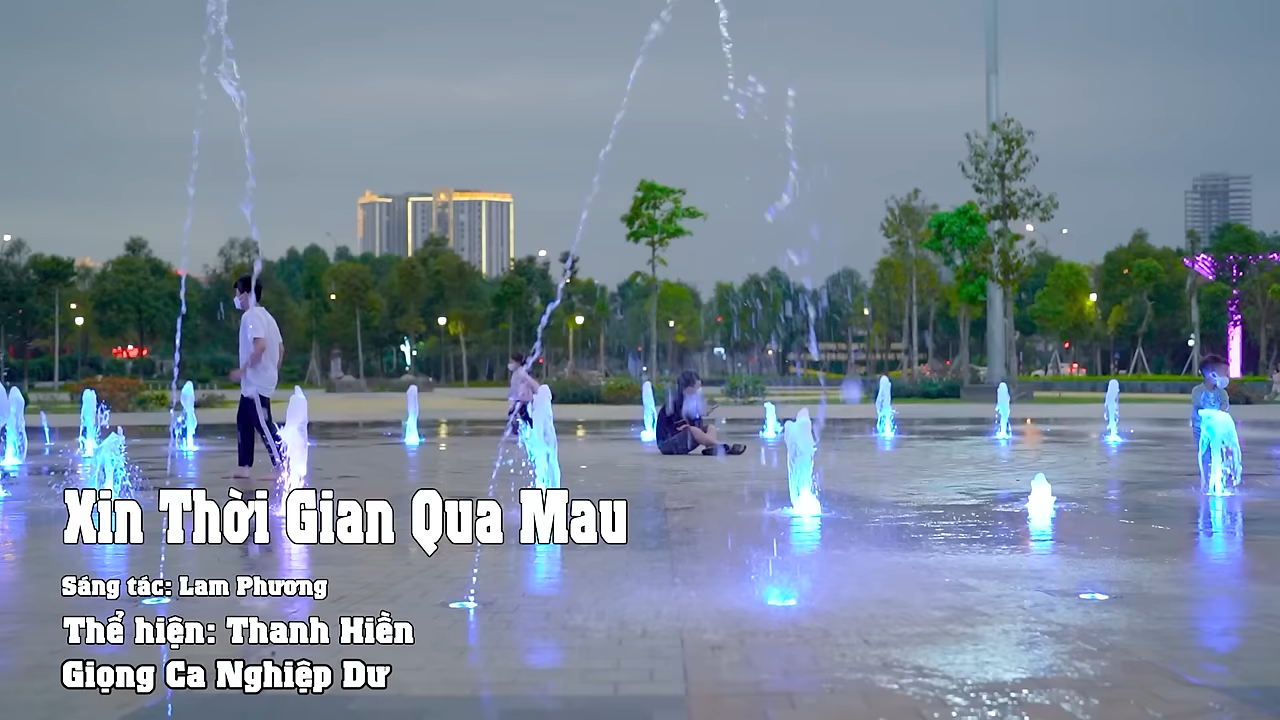 Xin Thời Gian Qua Mau
Sáng tác: Lam Phương
Thể hiện: Thanh Hiền
Giọng Ca Nghiệp Dư